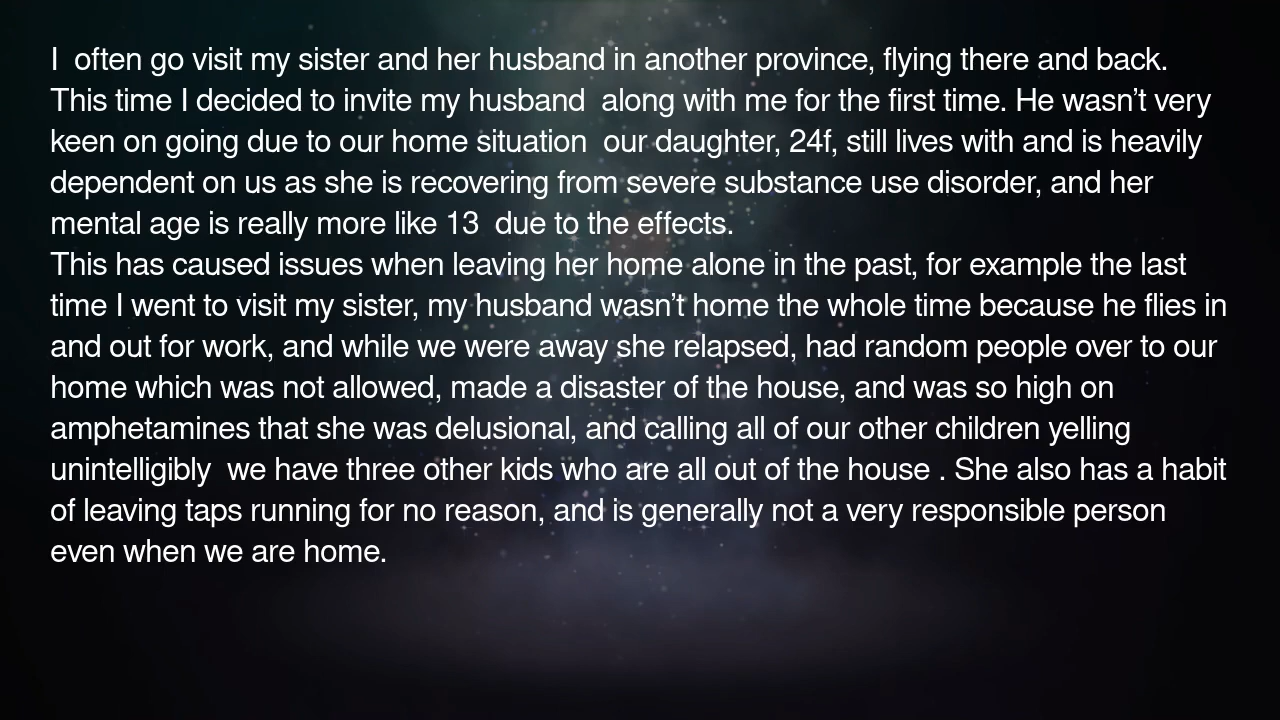 I  often go visit my sister and her husband in another province, flying there and back.
This time I decided to invite my husband  along with me for the first time. He wasn’t very
keen on going due to our home situation  our daughter, 24f, still lives with and is heavily
dependent on us as she is recovering from severe substance use disorder, and her
mental age is really more like 13  due to the effects.
This has caused issues when leaving her home alone in the past, for example the last
time I went to visit my sister, my husband wasn’t home the whole time because he flies in
and out for work, and while we were away she relapsed, had random people over to our
home which was not allowed, made a disaster of the house, and was so high on
amphetamines that she was delusional, and calling all of our other children yelling
unintelligibly  we have three other kids who are all out of the house . She also has a habit
of leaving taps running for no reason, and is generally not a very responsible person
even when we are home.